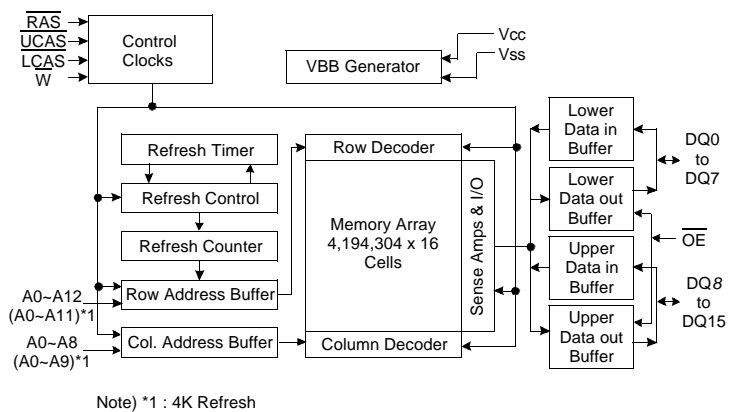 RAS
UCAS
LCAS
W
Control
Clocks
VBB Generator
Vcc
Vss
Refresh Timer
Refresh Control
Refresh Counter
Row Address Buffer
Col. Address Buffer
A0~A12
(A0~A11)*1
A0~A8
(A0~A9)*1
Row Decoder
Memory Array
4,194,304 x 16
Cells
Column Decoder
Sense Amps & I/O
Lower
Data in
Buffer
Lower
Data out
Buffer
Upper
Data in
Buffer
Upper
Data out
Buffer
DQ0
to
DQ7
OE
DQ8
to
DQ15
Note) *1 : 4K Refresh